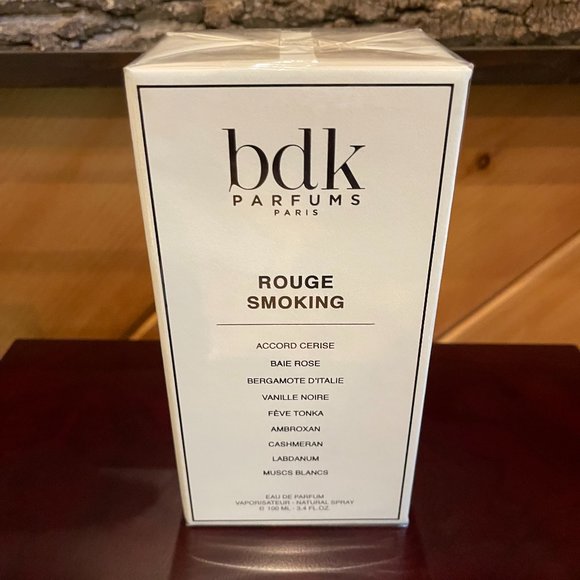 bdk
PARFUMS
PARIS
ROUGE
SMOKING
ACCORD CERISE
BAIE ROSE
BERGAMOTE D'ITALIE
VANILLE NOIRE
FÈVE TONKA
AMBROXAN
CASHMERAN
LABDANUM
MUSCS BLANCS
EAU DE PARFUM
VAPORISATEUR - NATURAL SPRAY
℮ 100 ML - 3.4 FL.OZ.